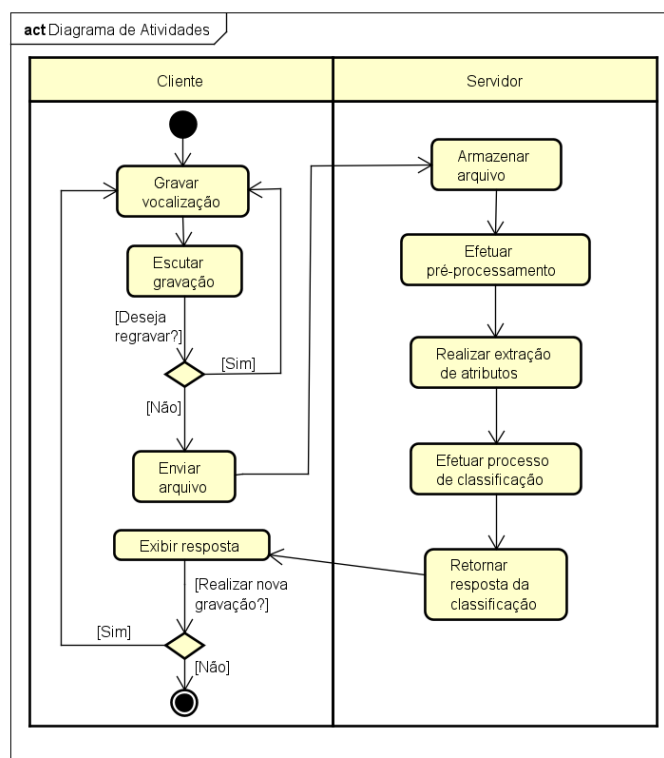 act Diagrama de Atividades
Cliente
Servidor
Gravar
vocalização
Escutar
gravação
[Deseja
regravar?]
[Sim]
[Não]
Enviar
arquivo
Armazenar
arquivo
Efetuar
pré-processamento
Realizar extração
de atributos
Efetuar processo
de classificação
Retornar
resposta da
classificação
Exibir resposta
[Realizar nova
gravação?]
[Sim]
[Não]